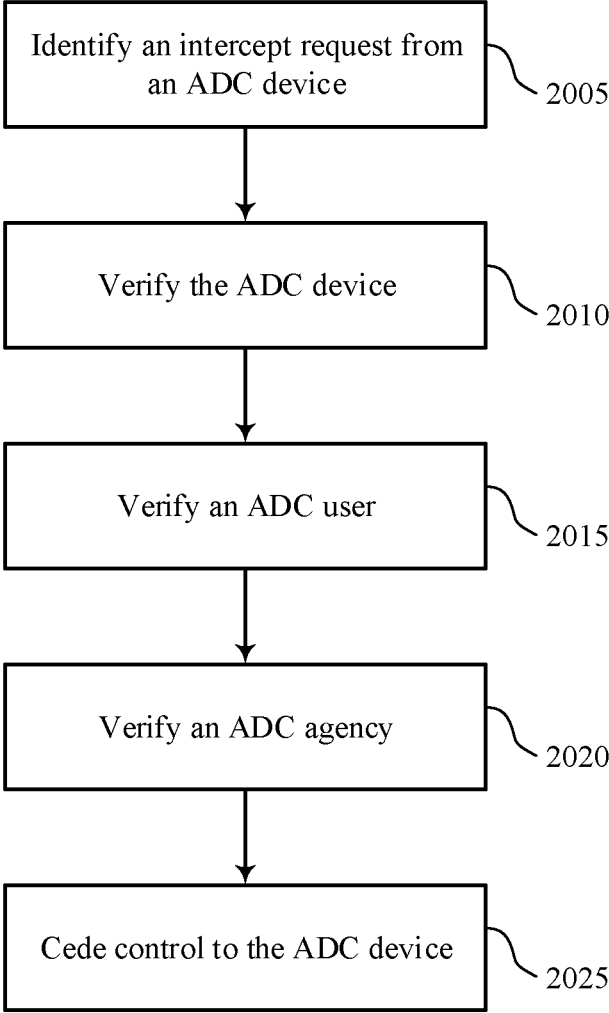 Identify an intercept request from
an ADC device
2005
Verify the ADC device
2010
Verify an ADC user
2015
Verify an ADC agency
2020
Cede control to the ADC device
2025